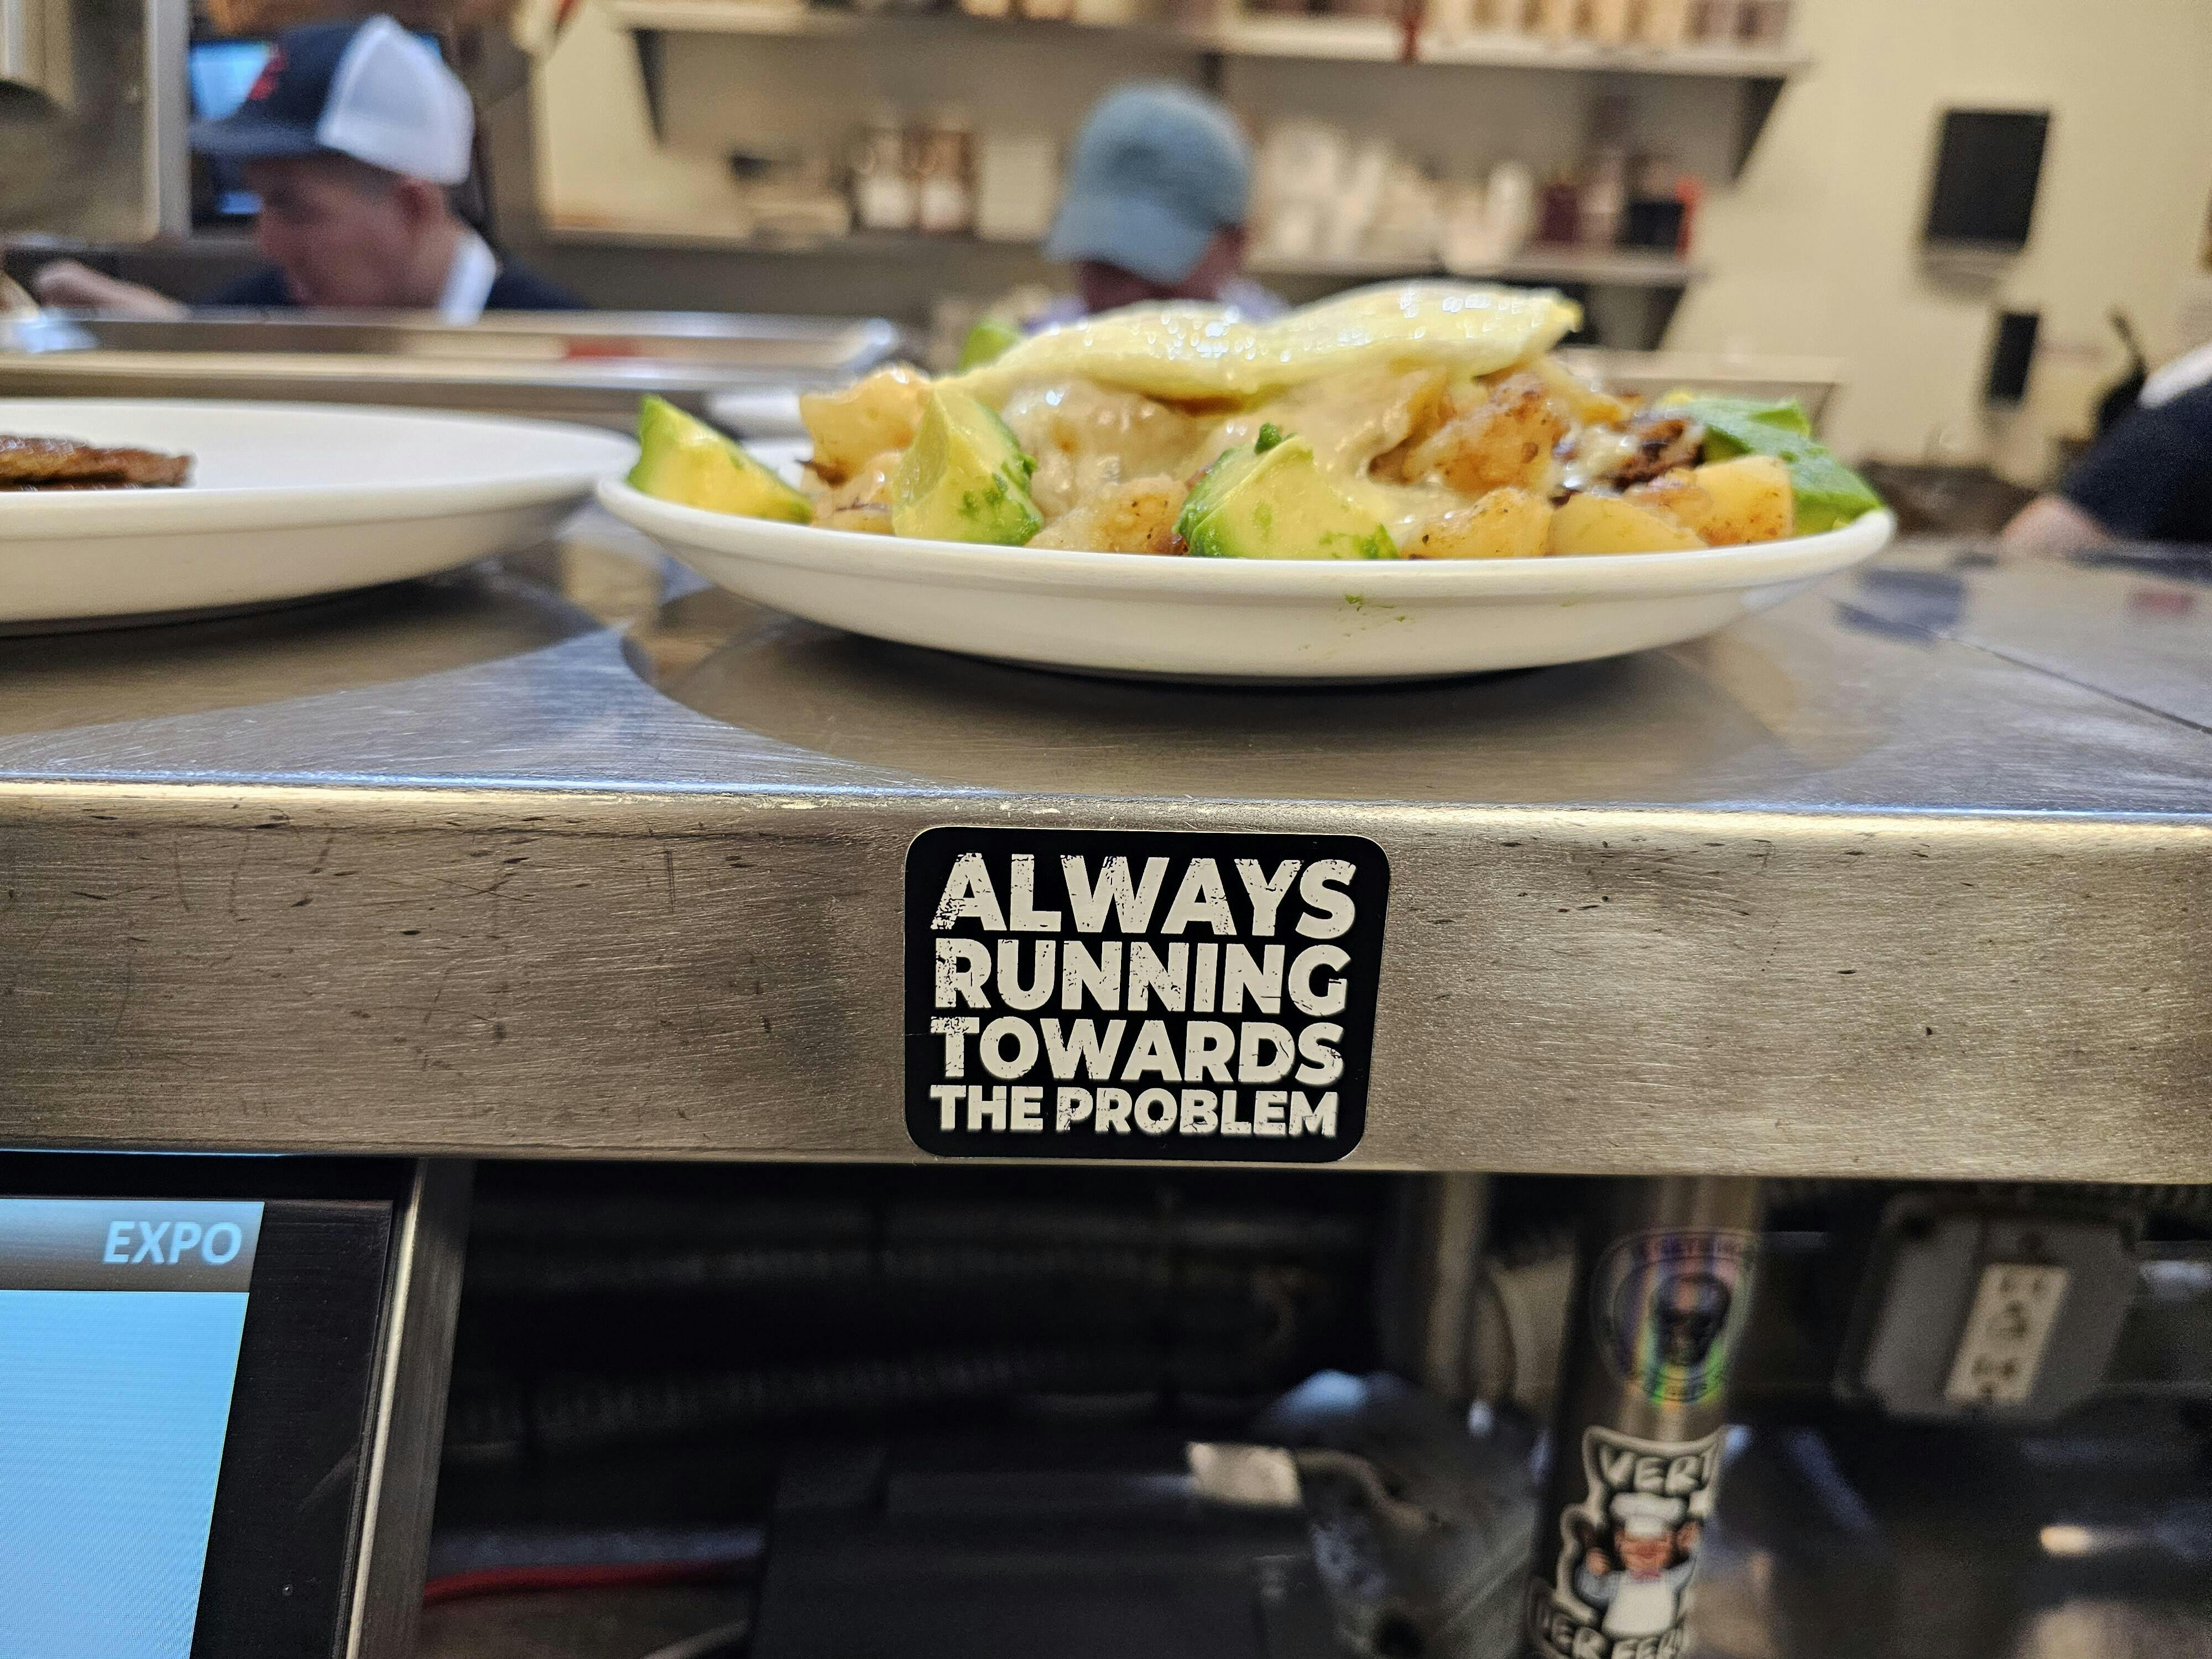 ALWAYS
RUNNING
TOWARDS
THE PROBLEM
EXPO